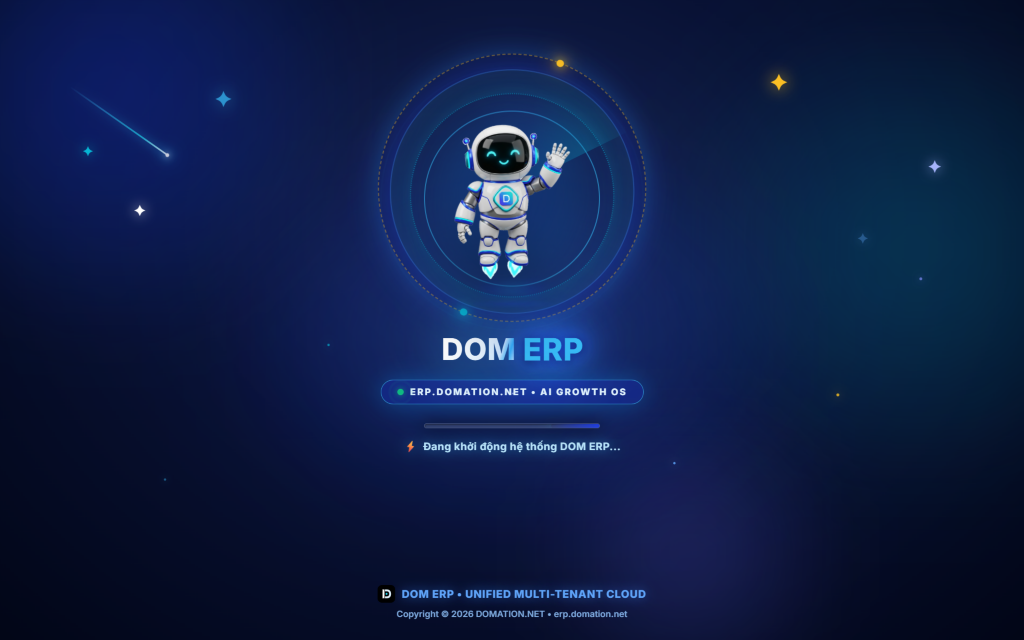 D
DOM ERP
ERP.DOMATION.NET • AI GROWTH OS
Đang khởi động hệ thống DOM ERP...
D DOM ERP • UNIFIED MULTI-TENANT CLOUD
Copyright © 2026 DOMATION.NET • erp.domation.net